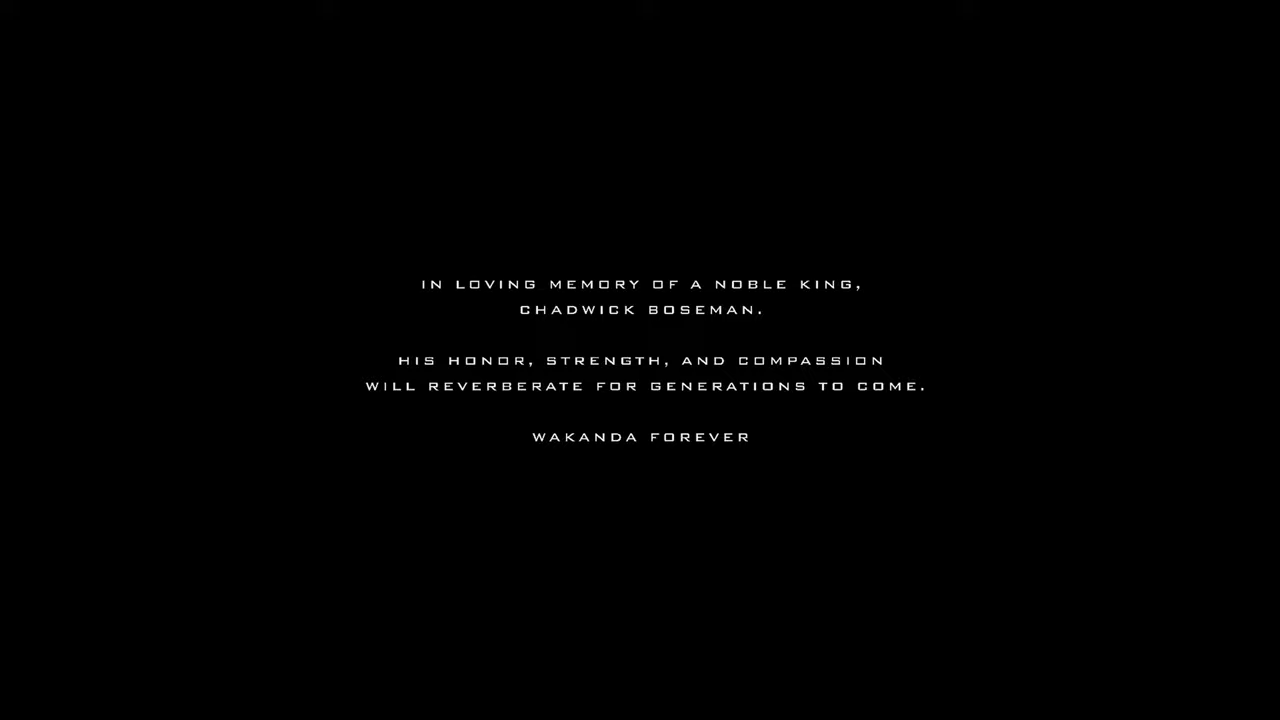 IN LOVING MEMORY OF A NOBLE KING,
CHADWICK BOSEMAN.
HIS HONOR, STRENGTH, AND COMPASSION
WILL REVERBERATE FOR GENERATIONS TO COME.
WAKANDA FOREVER